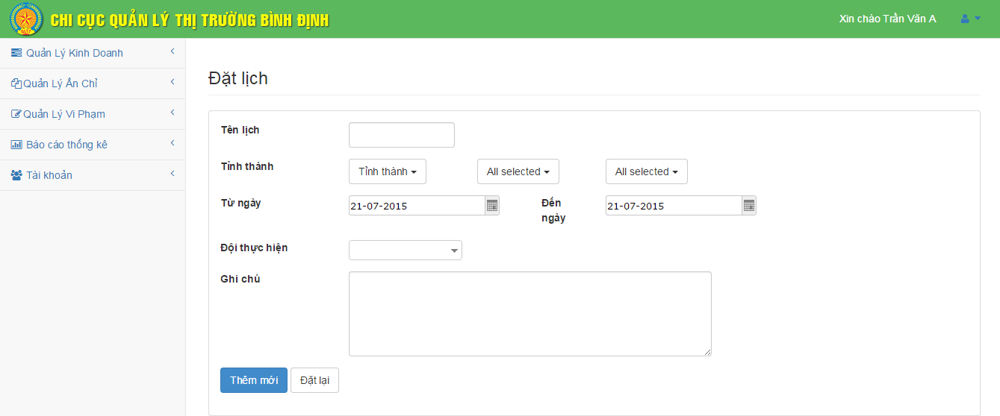 CHI CỤC QUẢN LÝ THỊ TRƯỜNG BÌNH ĐỊNH
Xin chào Trần Văn A
Quản Lý Kinh Doanh
Quản Lý Ấn Chỉ
Quản Lý Vi Phạm
Báo cáo thống kê
Tài khoản
Đặt lịch
Tên lịch
Tỉnh thành Tỉnh thành All selected All selected
Từ ngày 21-07-2015 Đến ngày 21-07-2015
Đội thực hiện
Ghi chú
Thêm mới Đặt lại